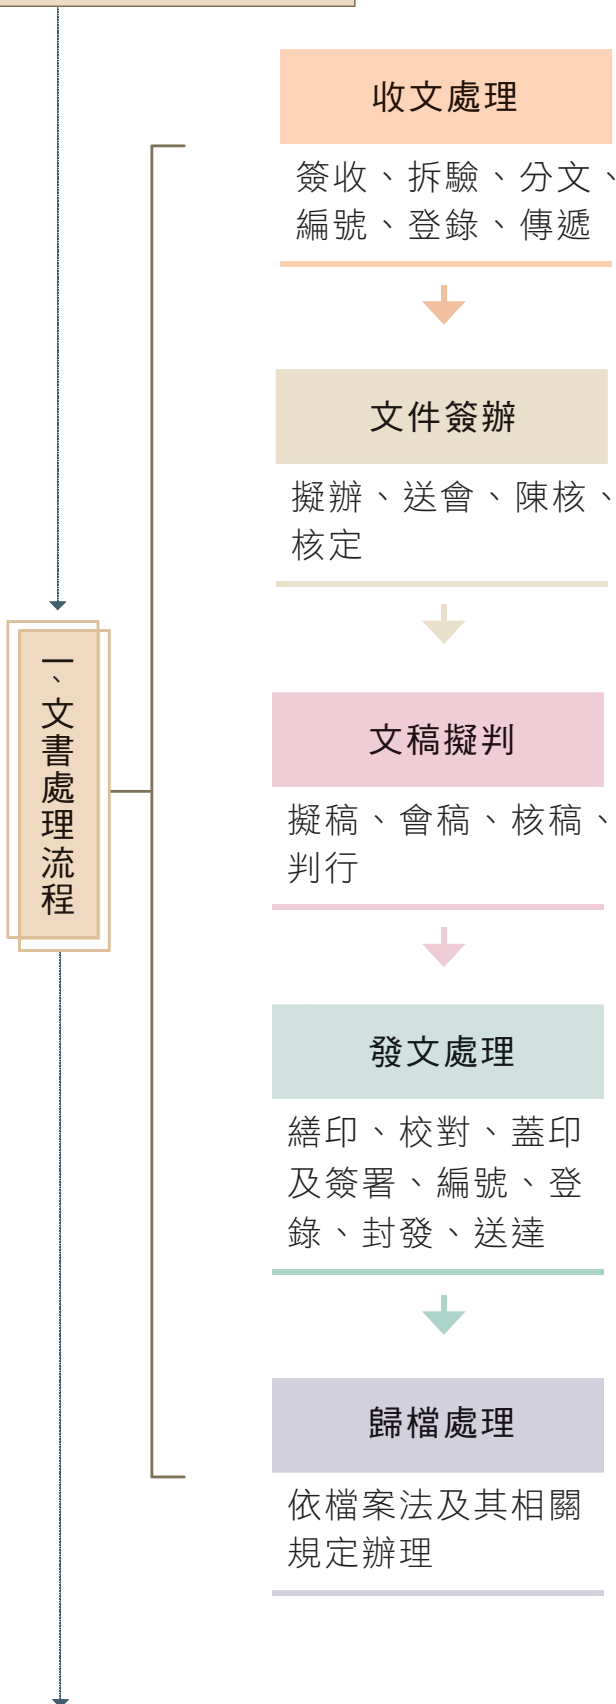 收文處理
簽收、拆驗、分文、
編號、登錄、傳遞
文件簽辦
擬辦、送會、陳核、
核定
一、文書處理流程
文稿擬判
擬稿、會稿、核稿、
判行
發文處理
繕印、校對、蓋印
及簽署、編號、登
錄、封發、送達
歸檔處理
依檔案法及其相關
規定辦理